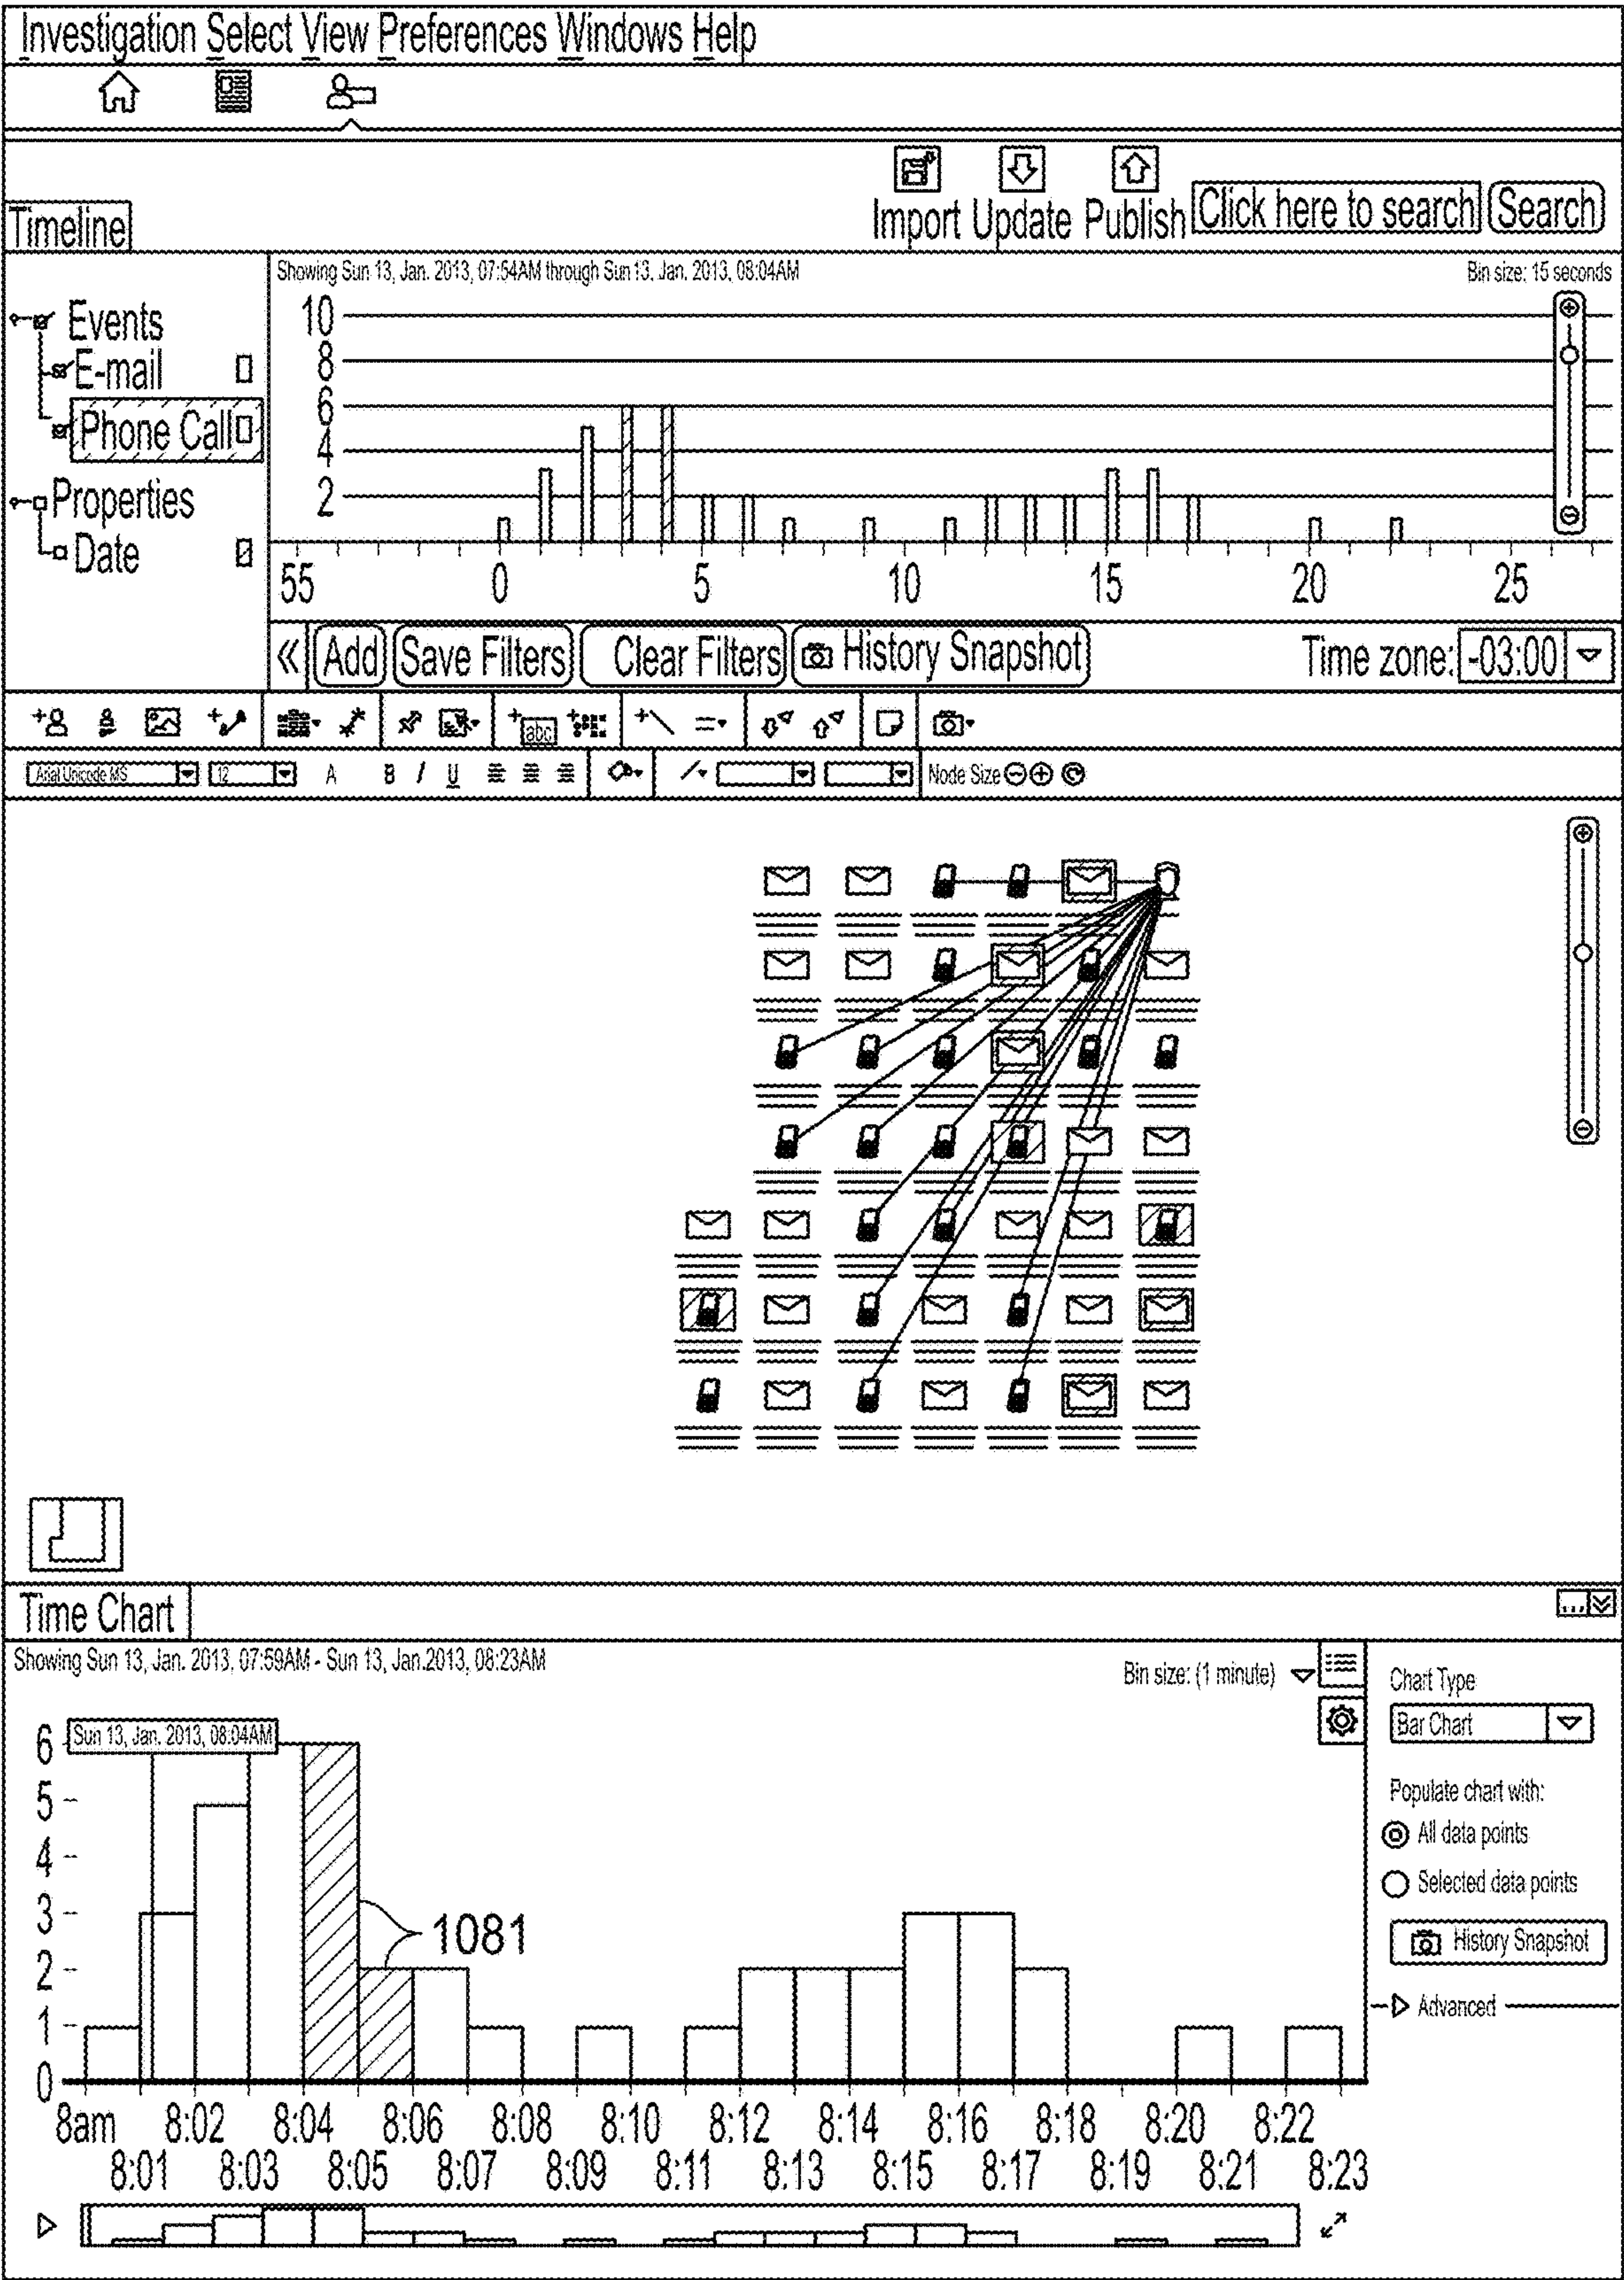 Investigation Select View Preferences Windows Help
Import Update Publish Click here to search Search
Timeline
Showing Sun 13, Jan. 2013, 07:54AM through Sun 13, Jan. 2013, 08:04AM
Bin size: 15 seconds
Events
E-mail
Phone Call
Properties
Date
10
8
6
4
2
55 0 5 10 15 20 25
« Add Save Filters Clear Filters History Snapshot Time zone: -03:00
abc
Arial Unicode MS 12 A B I U Node Size
Time Chart
Showing Sun 13, Jan. 2013, 07:59AM - Sun 13, Jan.2013, 08:23AM
Bin size: (1 minute)
Chart Type
Bar Chart
Populate chart with:
All data points
Selected data points
History Snapshot
Advanced
Sun 13, Jan. 2013, 08:04AM
6
5
4
3
2
1
0
1081
8am 8:02 8:04 8:06 8:08 8:10 8:12 8:14 8:16 8:18 8:20 8:22
8:01 8:03 8:05 8:07 8:09 8:11 8:13 8:15 8:17 8:19 8:21 8:23